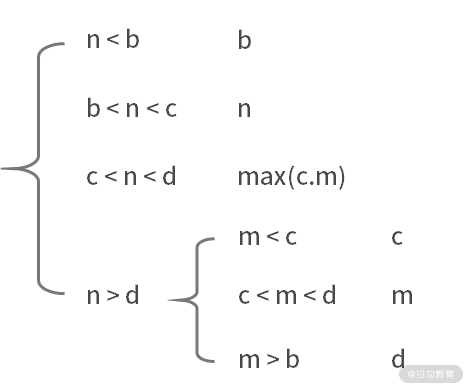 n < b b
b < n < c n
c < n < d max(c.m)
m < c c
n > d c < m < d m
m > b d
@拉勾教育